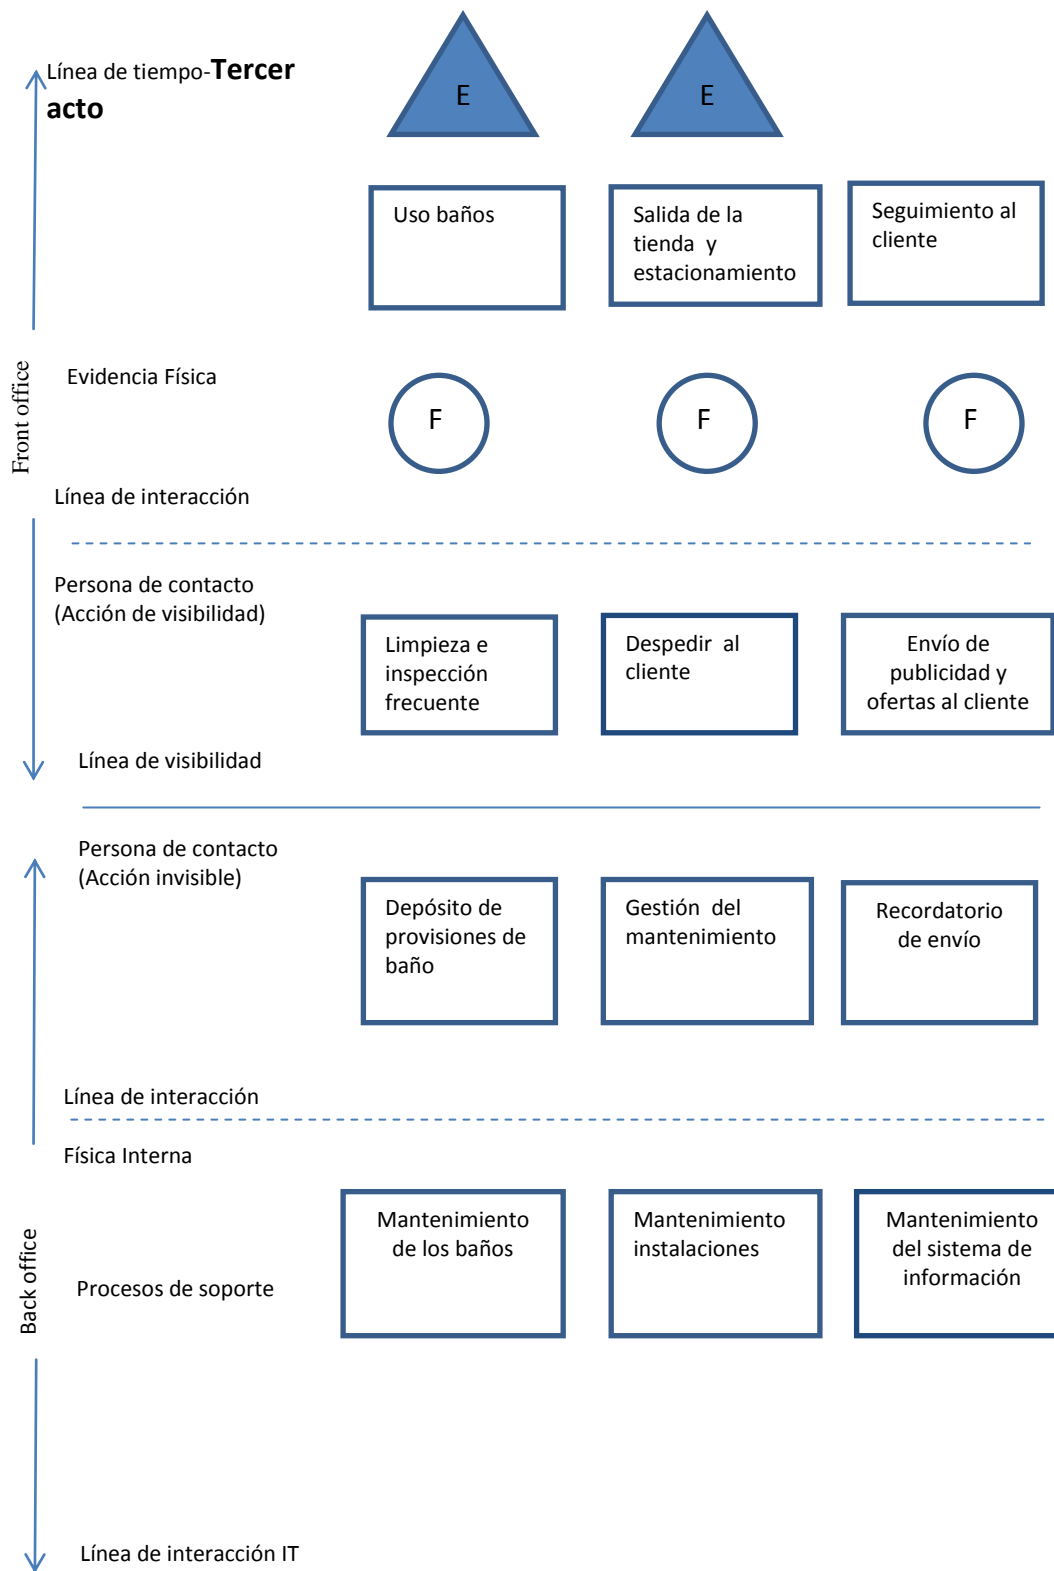 Línea de tiempo-Tercer
acto
E
E
Uso baños
Salida de la
tienda y
estacionamiento
Seguimiento al
cliente
Front office
Evidencia Física
F
F
F
Línea de interacción
Persona de contacto
(Acción de visibilidad)
Limpieza e
inspección
frecuente
Despedir al
cliente
Envío de
publicidad y
ofertas al cliente
Línea de visibilidad
Persona de contacto
(Acción invisible)
Depósito de
provisiones de
baño
Gestión del
mantenimiento
Recordatorio
de envío
Línea de interacción
Física Interna
Back office
Procesos de soporte
Mantenimiento
de los baños
Mantenimiento
instalaciones
Mantenimiento
del sistema de
información
Línea de interacción IT